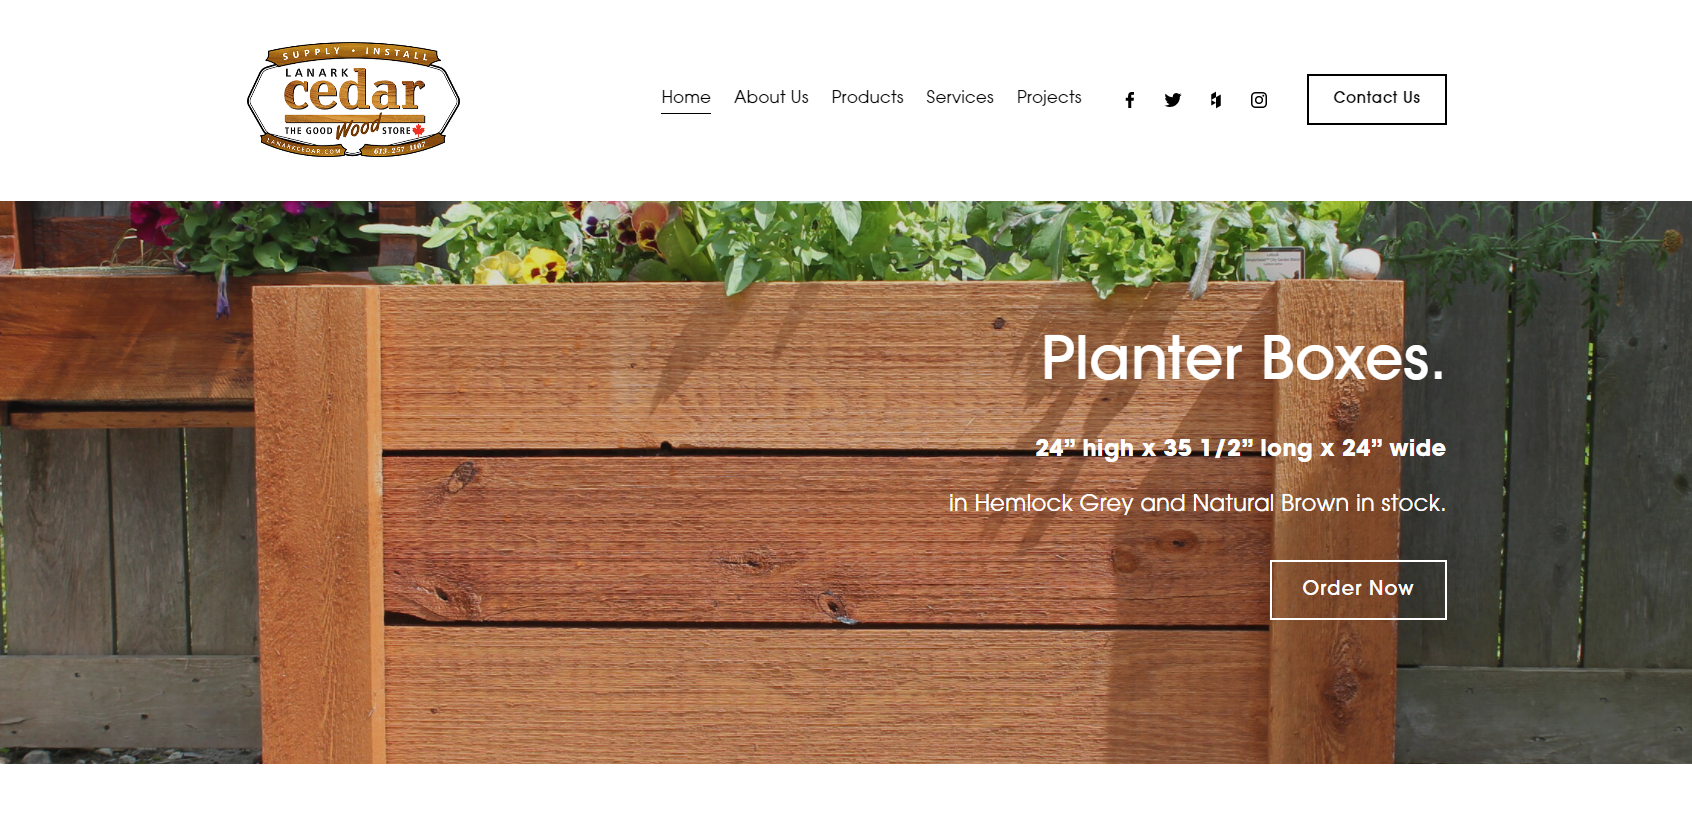 SUPPLY • INSTALL
LANARK
cedar
THE GOOD Wood STORE
LANARKCEDAR.COM 613.257.1107
Home About Us Products Services Projects
Contact Us
Planter Boxes.
24” high x 35 1/2” long x 24” wide
in Hemlock Grey and Natural Brown in stock.
Order Now